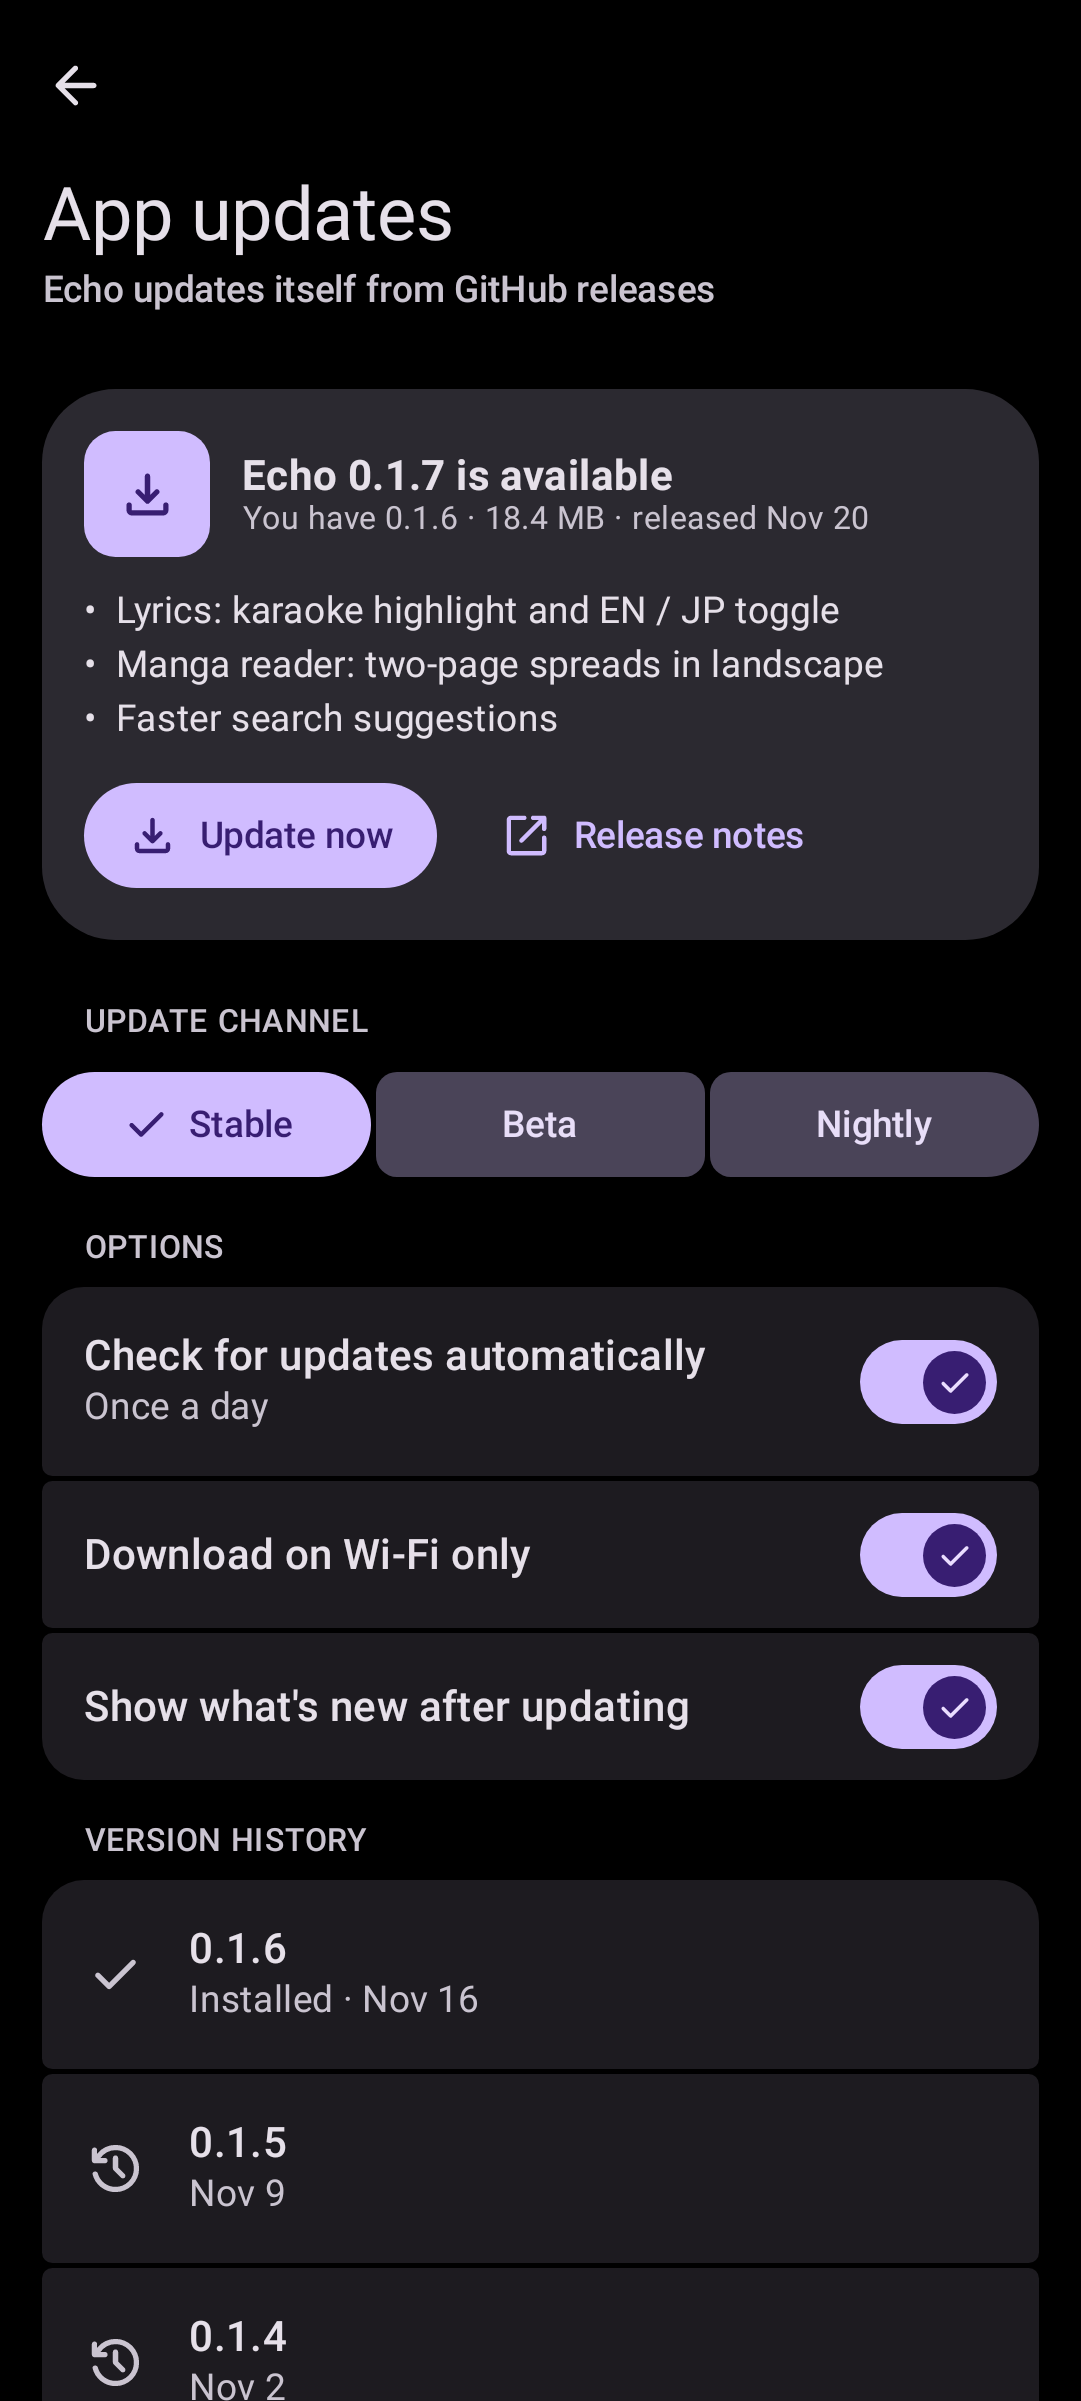 App updates
Echo updates itself from GitHub releases
Echo 0.1.7 is available
You have 0.1.6 · 18.4 MB · released Nov 20
• Lyrics: karaoke highlight and EN / JP toggle
• Manga reader: two-page spreads in landscape
• Faster search suggestions
Update now
Release notes
UPDATE CHANNEL
Stable
Beta
Nightly
OPTIONS
Check for updates automatically
Once a day
Download on Wi-Fi only
Show what's new after updating
VERSION HISTORY
0.1.6
Installed · Nov 16
0.1.5
Nov 9
0.1.4
Nov 2